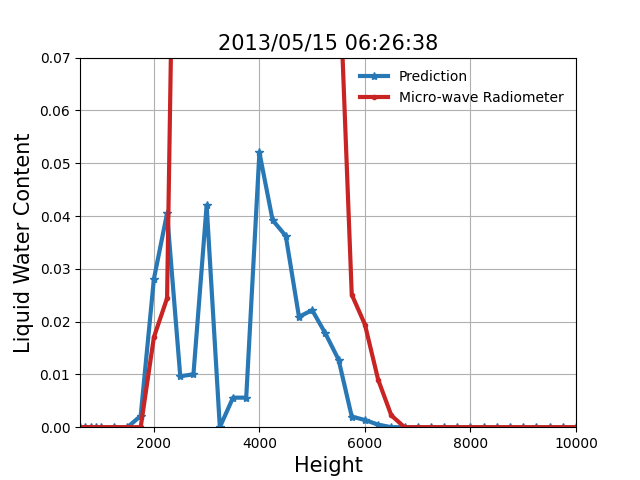 2013/05/15 06:26:38
0.07
0.06
0.05
0.04
0.03
0.02
0.01
0.00
Liquid Water Content
Prediction
Micro-wave Radiometer
2000 4000 6000 8000 10000
Height